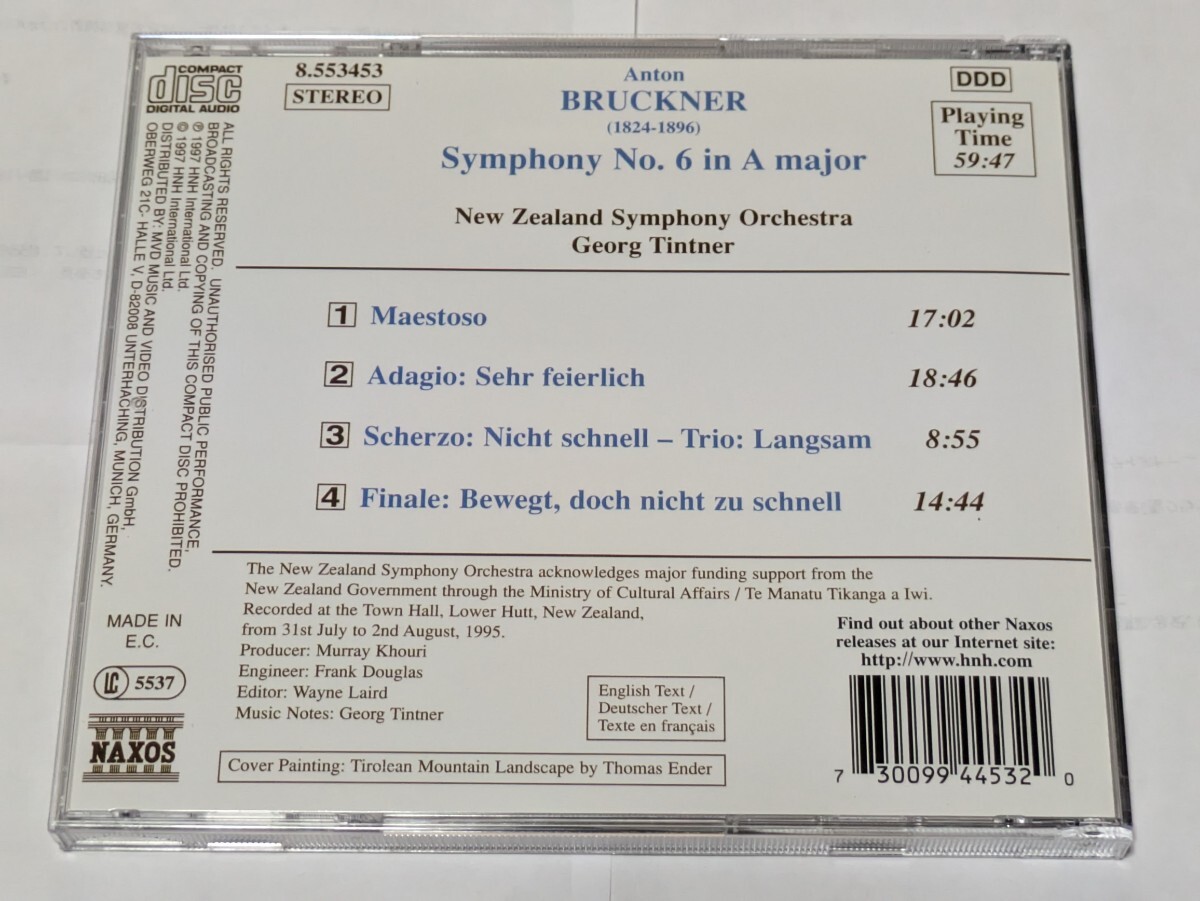 COMPACT
disc
DIGITAL AUDIO
8.553453
STEREO
Anton
BRUCKNER
(1824-1896)
Symphony No. 6 in A major
New Zealand Symphony Orchestra
Georg Tintner
DDD
Playing
Time
59:47
1 Maestoso 17:02
2 Adagio: Sehr feierlich 18:46
3 Scherzo: Nicht schnell – Trio: Langsam 8:55
4 Finale: Bewegt, doch nicht zu schnell 14:44
ALL RIGHTS RESERVED. UNAUTHORISED PUBLIC PERFORMANCE,
BROADCASTING AND COPYING OF THIS COMPACT DISC PROHIBITED.
℗ 1997 HNH International Ltd.
© 1997 HNH International Ltd.
DISTRIBUTED BY: MVD MUSIC AND VIDEO DISTRIBUTION GmbH,
OBERWEG 21C- HALLE V, D-82008 UNTERHACHING, MUNICH, GERMANY.
MADE IN
E.C.
LC 5537
NAXOS
The New Zealand Symphony Orchestra acknowledges major funding support from the
New Zealand Government through the Ministry of Cultural Affairs / Te Manatu Tikanga a Iwi.
Recorded at the Town Hall, Lower Hutt, New Zealand,
from 31st July to 2nd August, 1995.
Producer: Murray Khouri
Engineer: Frank Douglas
Editor: Wayne Laird
Music Notes: Georg Tintner
English Text /
Deutscher Text /
Texte en français
Cover Painting: Tirolean Mountain Landscape by Thomas Ender
Find out about other Naxos
releases at our Internet site:
http://www.hnh.com
7 30099 44532 0